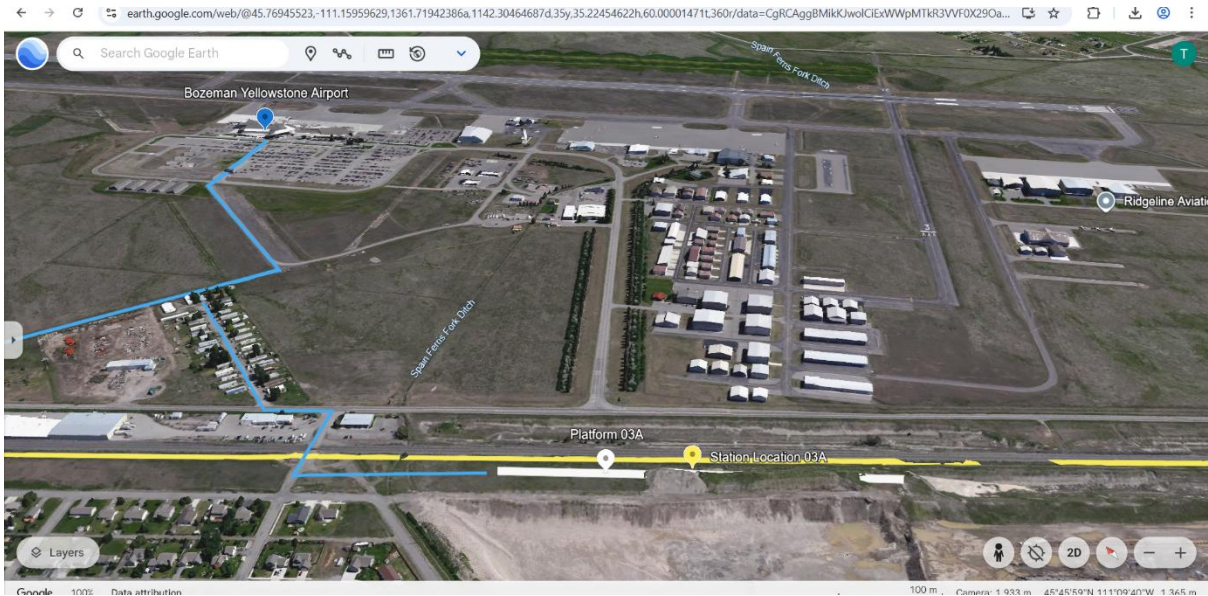 earth.google.com/web/@45.76945523,-111.15959629,1361.71942386a,1142.30464687d,35y,35.22454622h,60.00001471t,360r/data=CgRCAggBMikKJwolCiExWWpMTkR3VVF0X29Oa...
Search Google Earth
T
Spain Ferris Fork Ditch
Bozeman Yellowstone Airport
Ridgeline Aviati
Spain Ferris Fork Ditch
Platform 03A
Station Location 03A
Layers
2D
Google 100% Data attribution 100 m Camera: 1,933 m 45°45'59"N 111°09'40"W 1,365 m